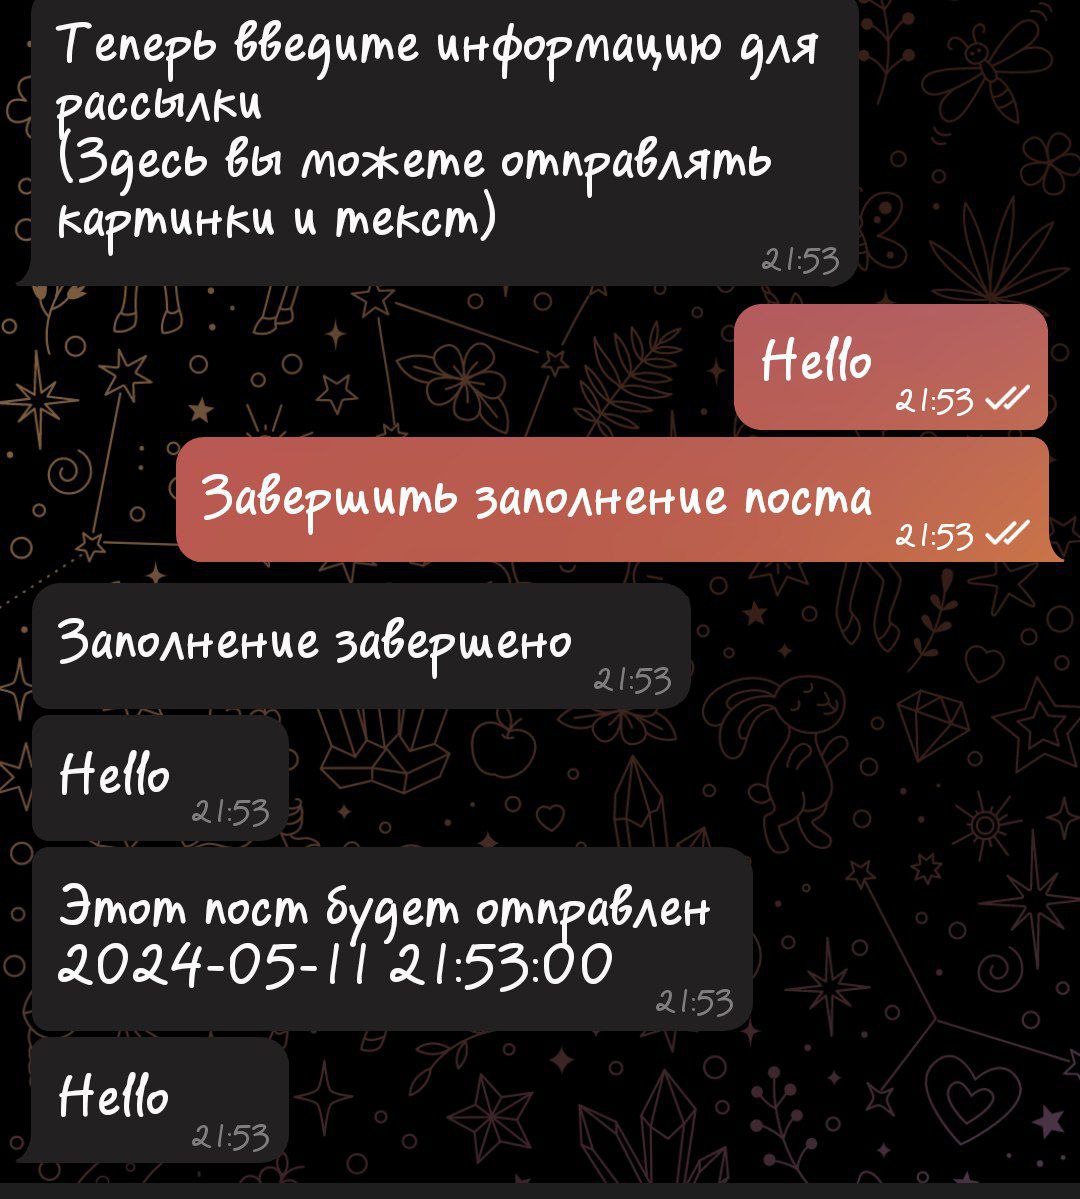 Теперь введите информацию для
рассылки
(Здесь вы можете отправлять
картинки и текст)
21:53
Hello
21:53
Завершить заполнение поста
21:53
Заполнение завершено
21:53
Hello
21:53
Этот пост будет отправлен
2024-05-11 21:53:00
21:53
Hello
21:53